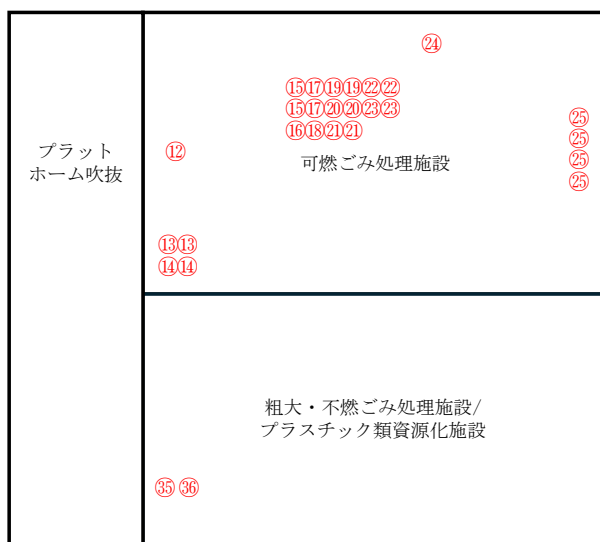 ㉔
⑮⑰⑲⑲㉒㉒
⑮⑰⑳⑳㉓㉓
⑯⑱㉑㉑
可燃ごみ処理施設
㉕
㉕
㉕
㉕
プラット
ホーム吹抜
⑫
⑬⑬
⑭⑭
粗大・不燃ごみ処理施設/
プラスチック類資源化施設
㉟ ㊱